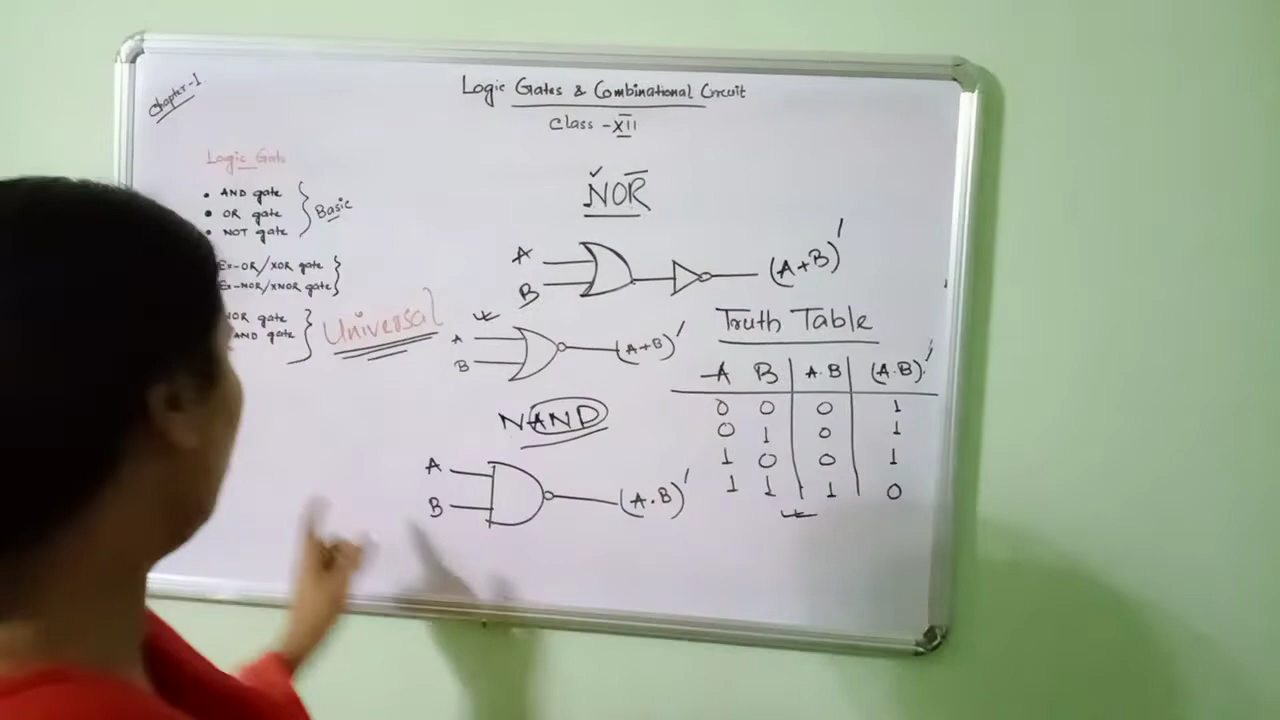 Chapter-1
Logic Gates & Combinational Circuit
Class - XII
Logic Gate
• AND gate
• OR gate
• NOT gate
Basic
Ex-OR/XOR gate
Ex-NOR/XNOR gate
NOR gate
AND gate
Universal
NOR
A
B
(A+B)'
A
B
(A+B)'
NAND
A
B
(A.B)'
Truth Table
A B A.B (A.B)'
0 0 0 1
0 1 0 1
1 0 0 1
1 1 1 0